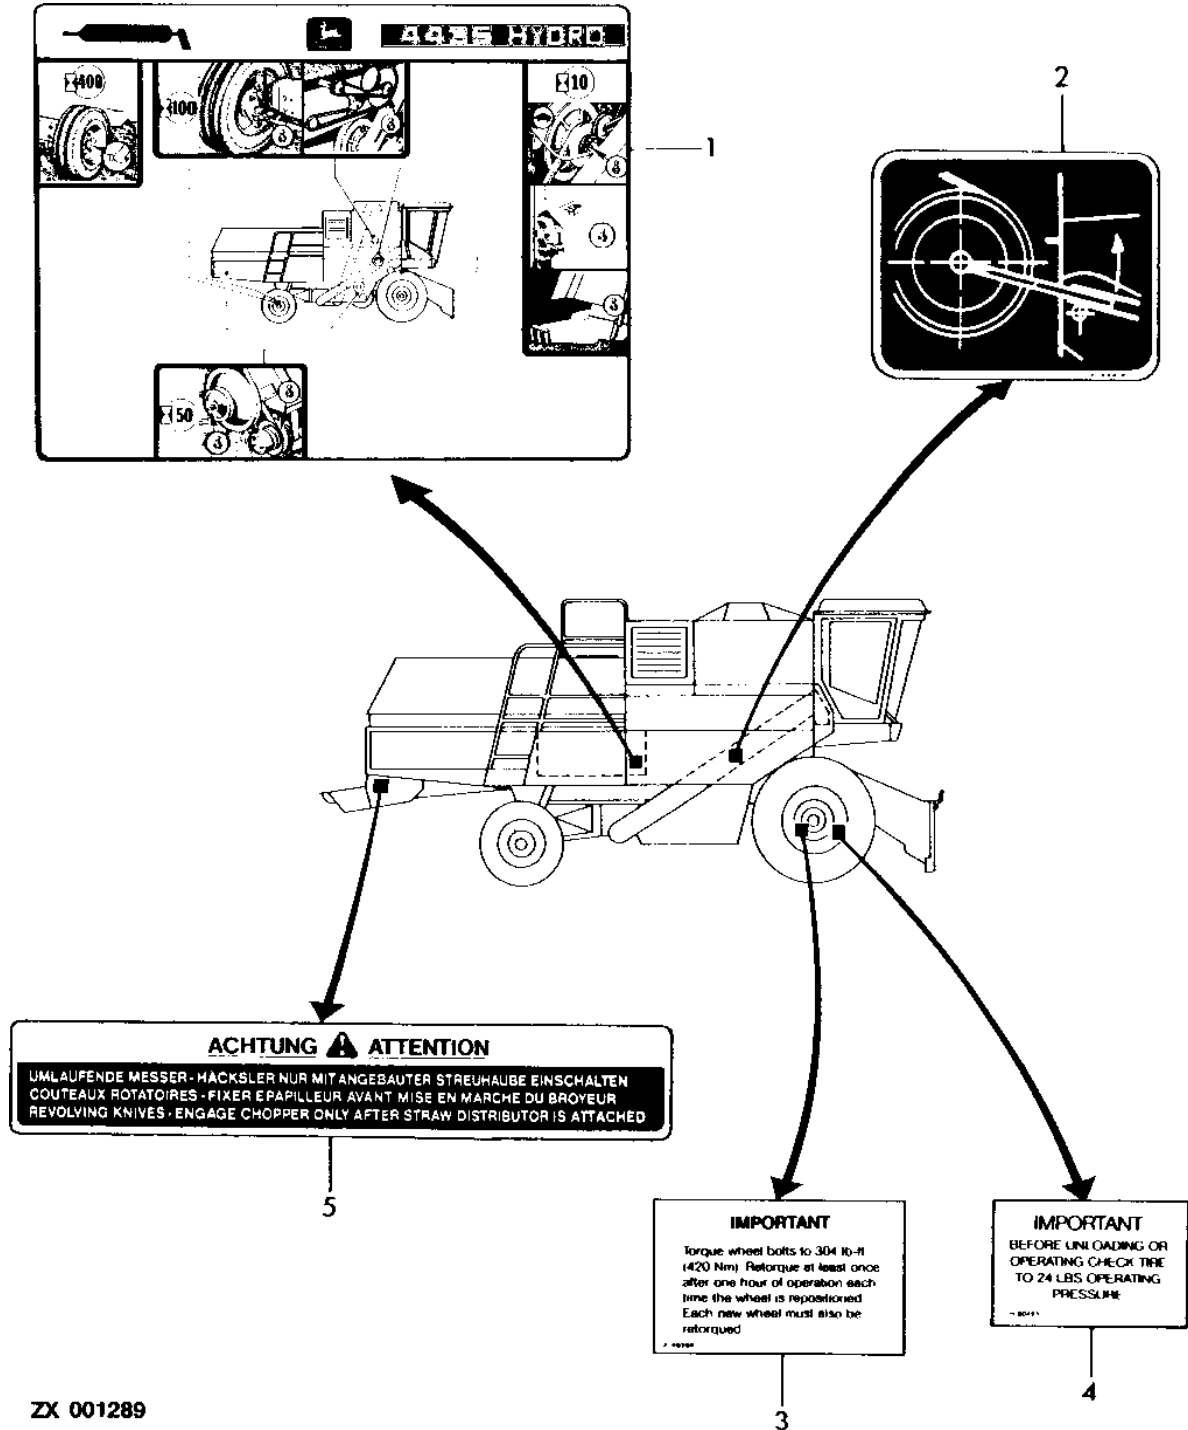 4435 HYDRO
400
100
10
1
2
50
ACHTUNG ATTENTION
UMLAUFENDE MESSER - HACKSLER NUR MIT ANGEBAUTER STREUHAUBE EINSCHALTEN
COUTEAUX ROTATOIRES - FIXER EPAPILLEUR AVANT MISE EN MARCHE DU BROYEUR
REVOLVING KNIVES - ENGAGE CHOPPER ONLY AFTER STRAW DISTRIBUTOR IS ATTACHED
5
IMPORTANT
Torque wheel bolts to 304 lb-ft
(420 Nm) Retorque at least once
after one hour of operation each
time the wheel is repositioned
Each new wheel must also be
retorqued
3
IMPORTANT
BEFORE UNLOADING OR
OPERATING CHECK TIRE
TO 24 LBS OPERATING
PRESSURE
4
ZX 001289